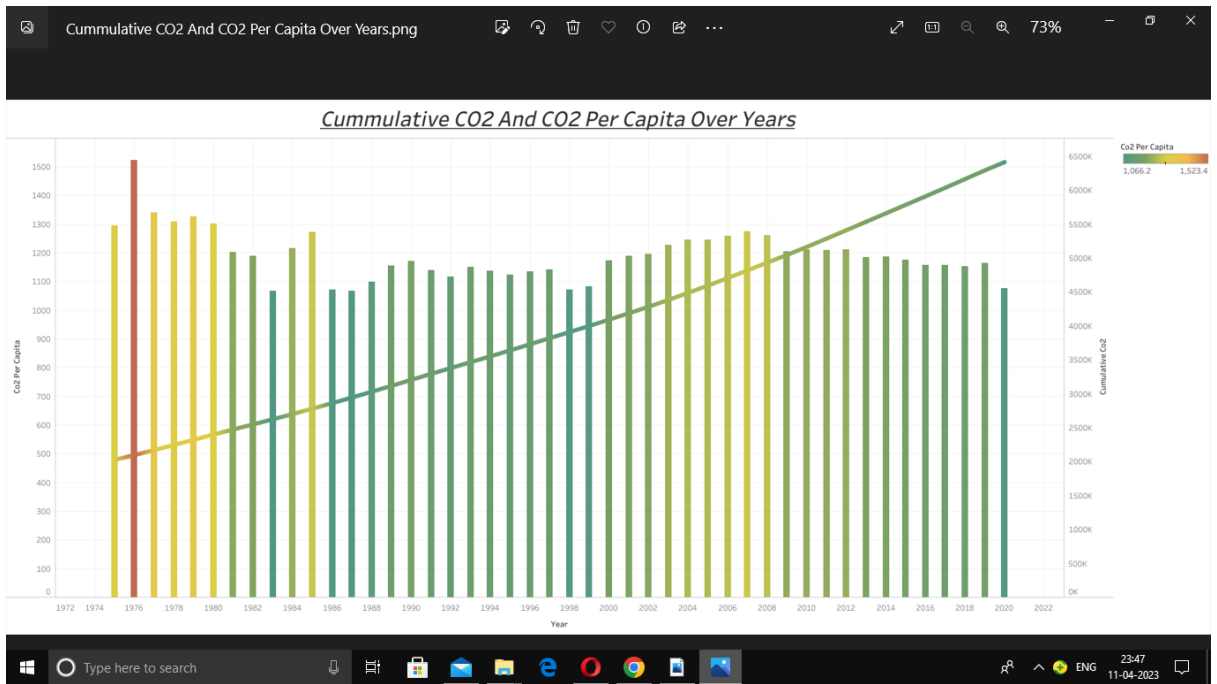 Cummulative CO2 And CO2 Per Capita Over Years.png
73%
Cummulative CO2 And CO2 Per Capita Over Years
Co2 Per Capita
1,066.2 1,523.4
1500
1400
1300
1200
1100
1000
900
800
700
600
500
400
300
200
100
0
Co2 Per Capita
6500K
6000K
5500K
5000K
4500K
4000K
3500K
3000K
2500K
2000K
1500K
1000K
500K
0K
Cumulative Co2
1972 1974 1976 1978 1980 1982 1984 1986 1988 1990 1992 1994 1996 1998 2000 2002 2004 2006 2008 2010 2012 2014 2016 2018 2020 2022
Year
Type here to search
ENG
23:47
11-04-2023